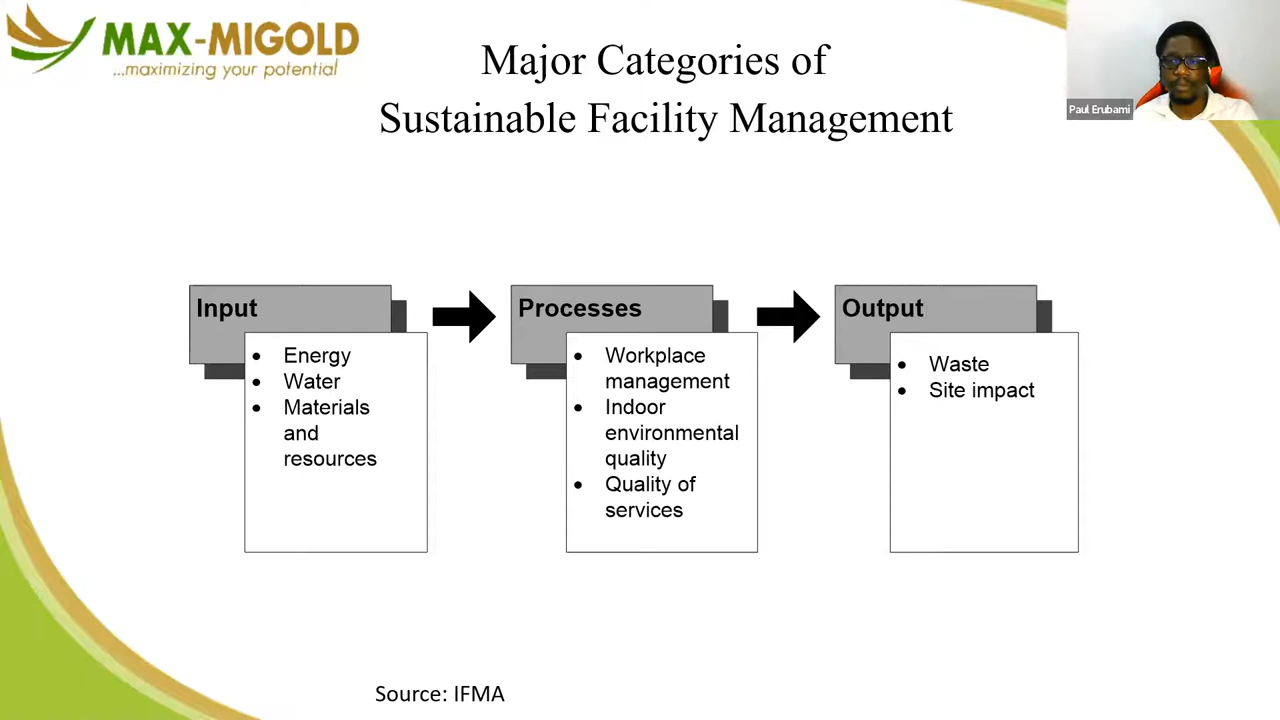 MAX-MIGOLD
...maximizing your potential
Major Categories of
Sustainable Facility Management
Paul Erubami
Input
• Energy
• Water
• Materials
and
resources
Processes
• Workplace
management
• Indoor
environmental
quality
• Quality of
services
Output
• Waste
• Site impact
Source: IFMA